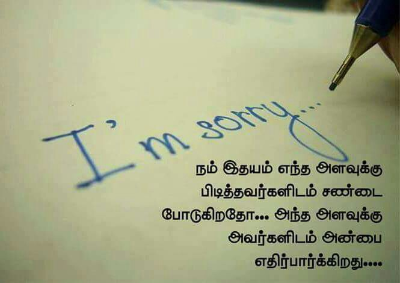 I'm sorry...
நம் இதயம் எந்த அளவுக்கு
பிடித்தவர்களிடம் சண்டை
போடுகிறதோ... அந்த அளவுக்கு
அவர்களிடம் அன்பை
எதிர்பார்க்கிறது....